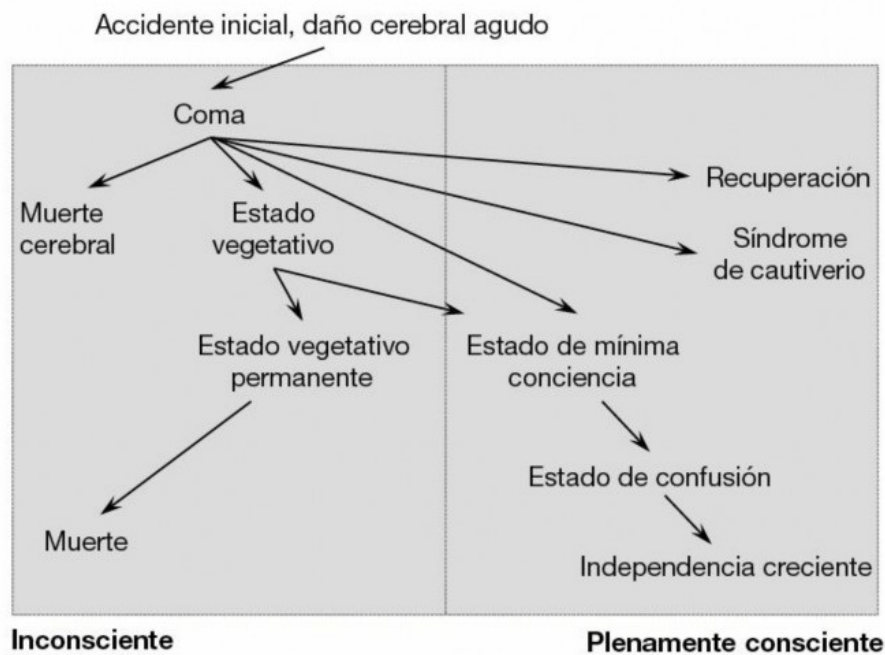 Accidente inicial, daño cerebral agudo
Coma
Recuperación
Muerte
cerebral
Estado
vegetativo
Síndrome
de cautiverio
Estado vegetativo
permanente
Estado de mínima
conciencia
Estado de confusión
Muerte
Independencia creciente
Inconsciente
Plenamente consciente